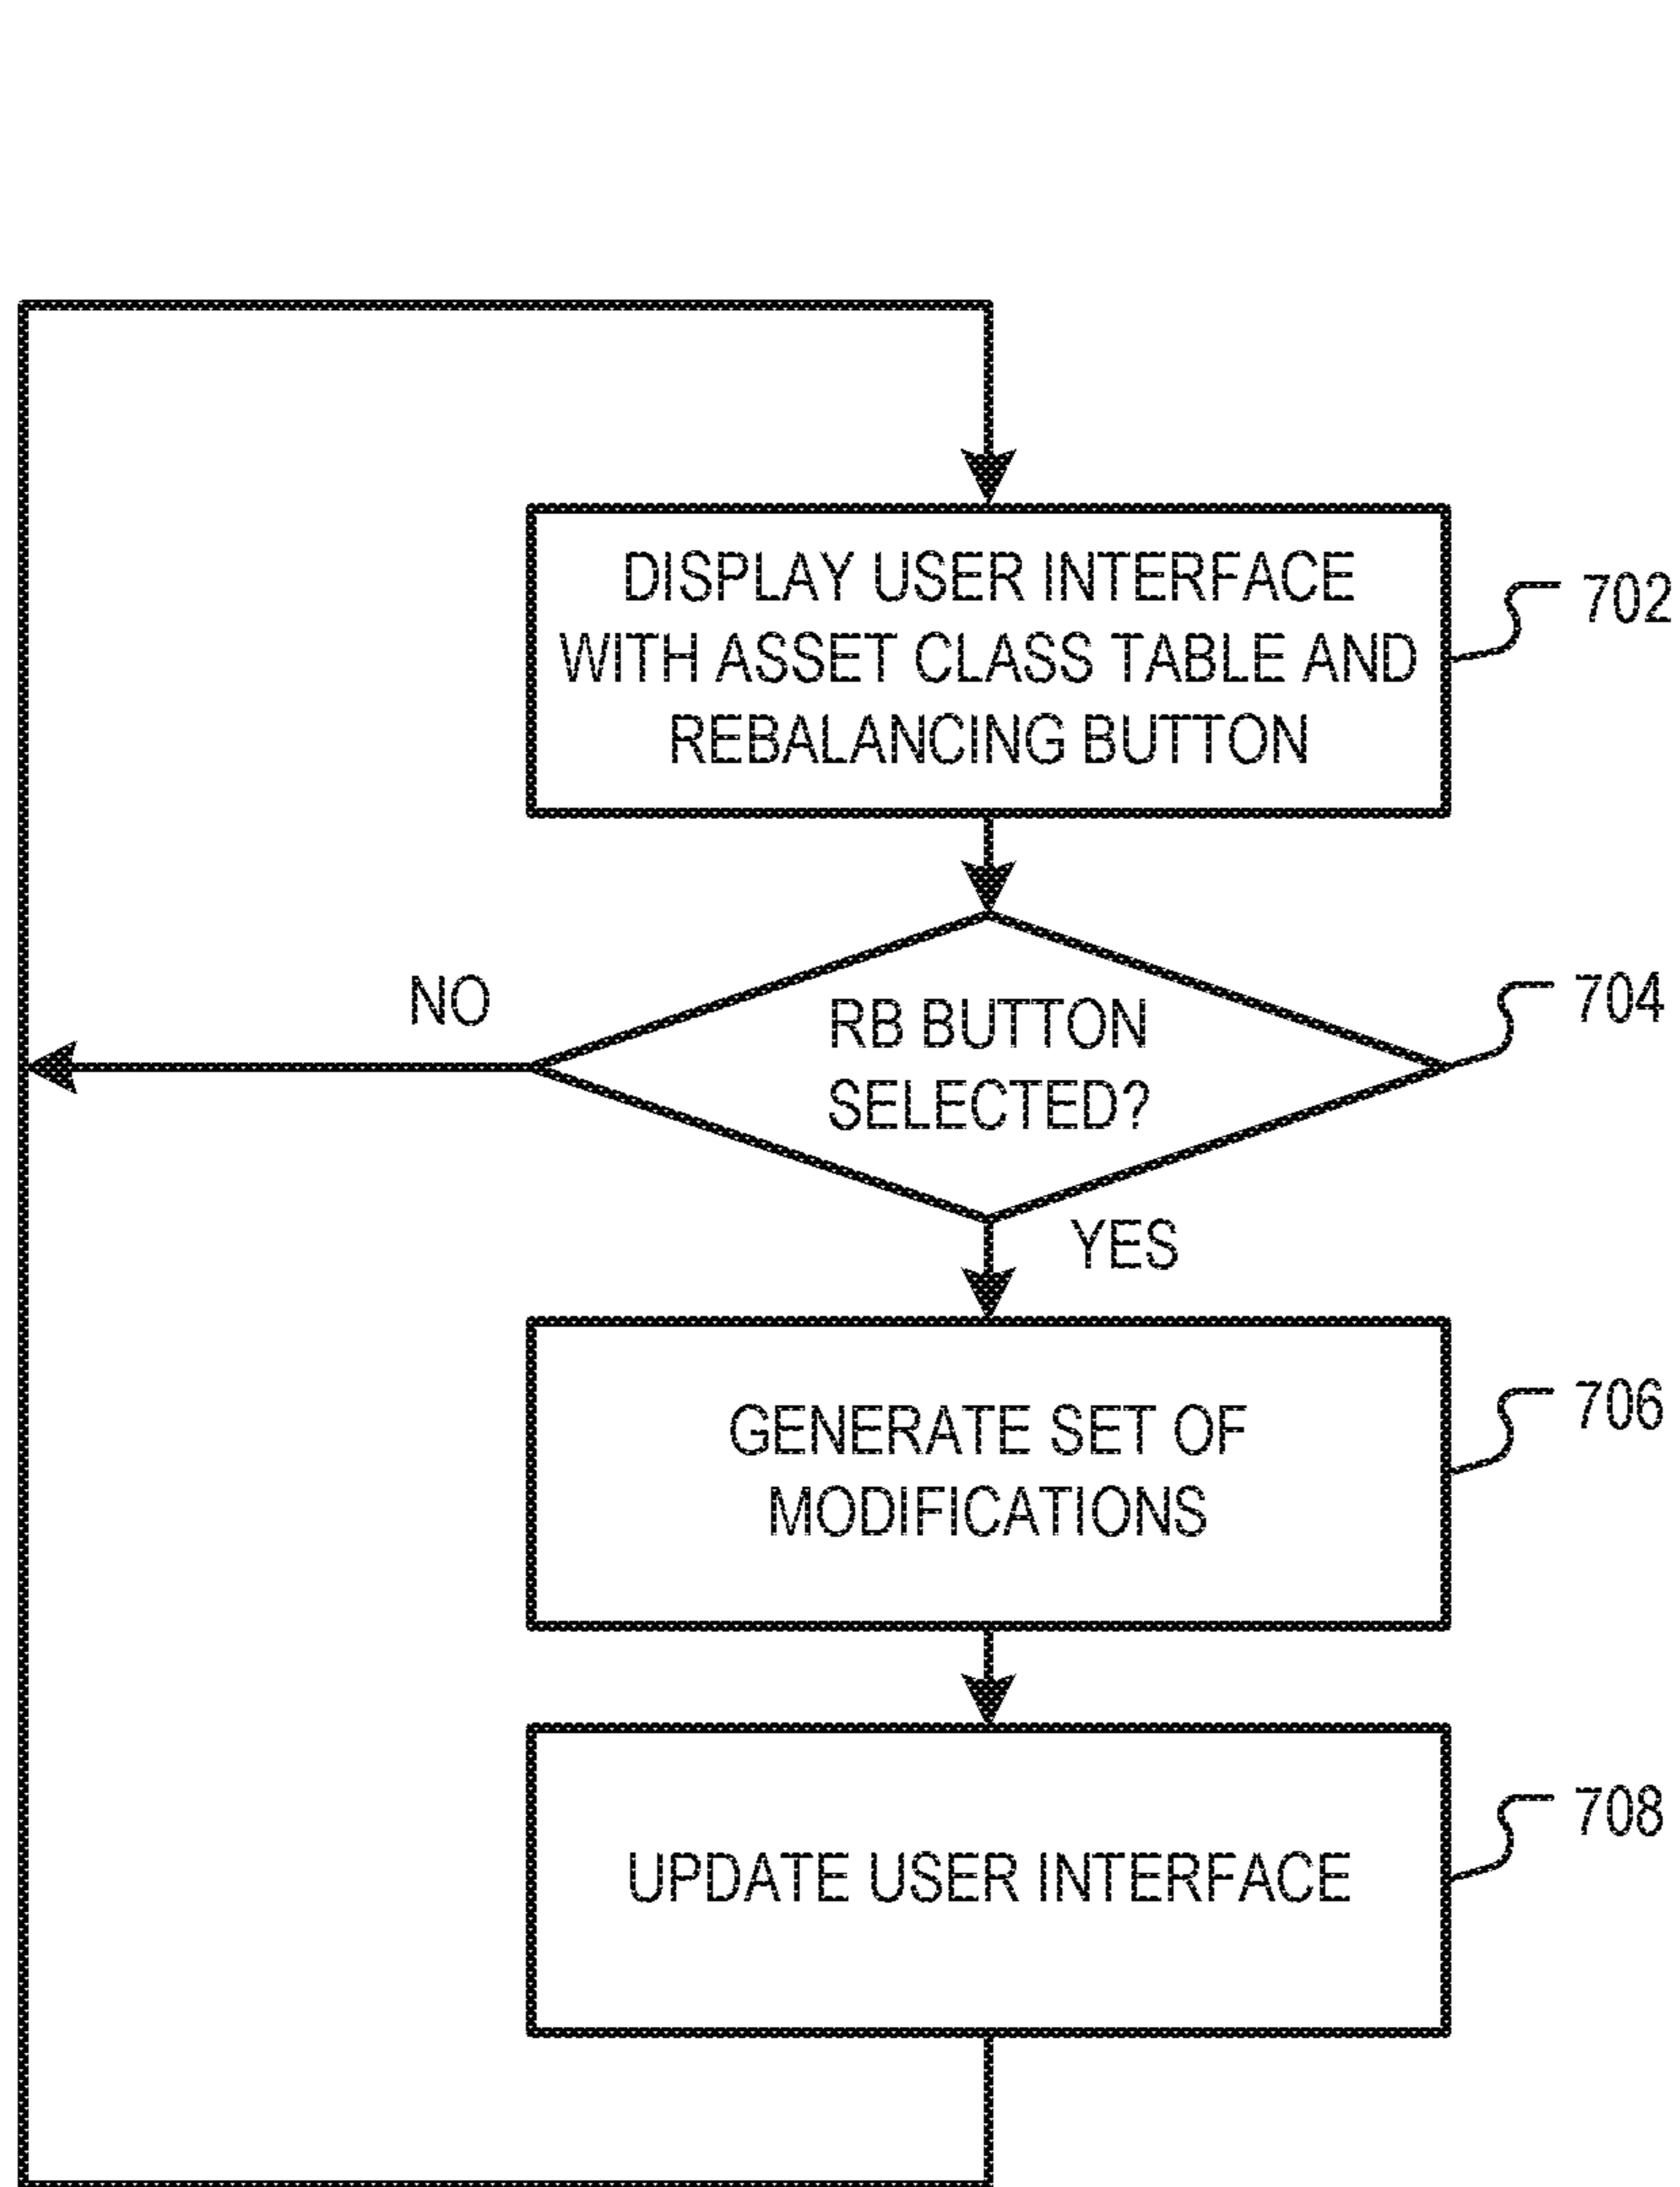 DISPLAY USER INTERFACE
WITH ASSET CLASS TABLE AND
REBALANCING BUTTON
702
NO
RB BUTTON
SELECTED?
704
YES
GENERATE SET OF
MODIFICATIONS
706
UPDATE USER INTERFACE
708